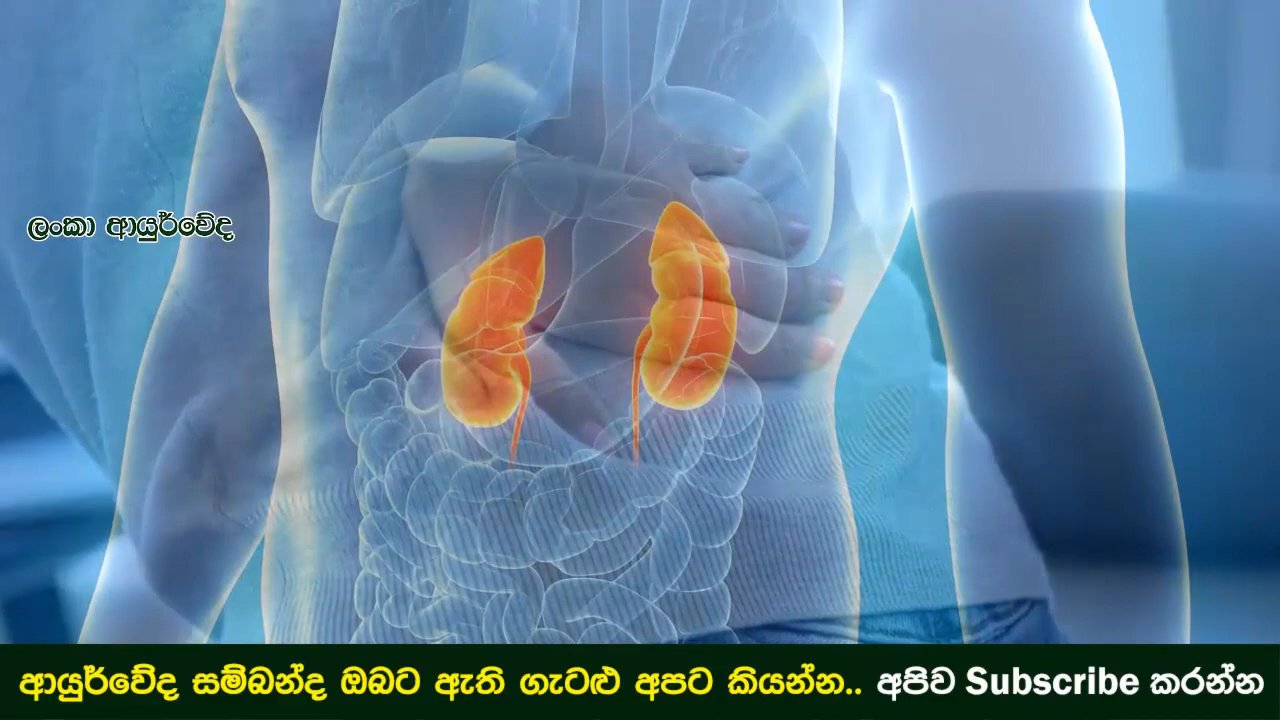 ලංකා ආයුර්වේද
ආයුර්වේද සම්බන්ද ඔබට ඇති ගැටළු අපට කියන්න.. අපිව Subscribe කරන්න